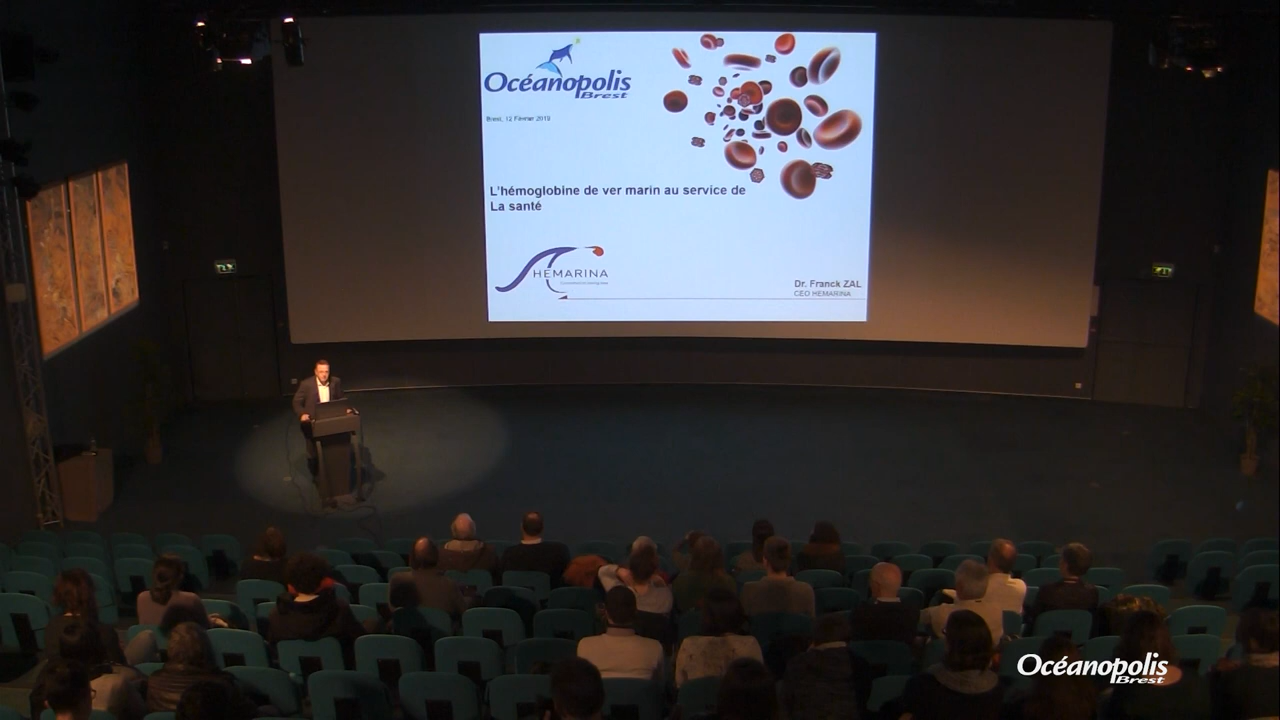 Océanopolis
Brest
Brest, 12 Février 2019
L'hémoglobine de ver marin au service de
La santé
HEMARINA
Dr. Franck ZAL
CEO HEMARINA
Océanopolis
Brest